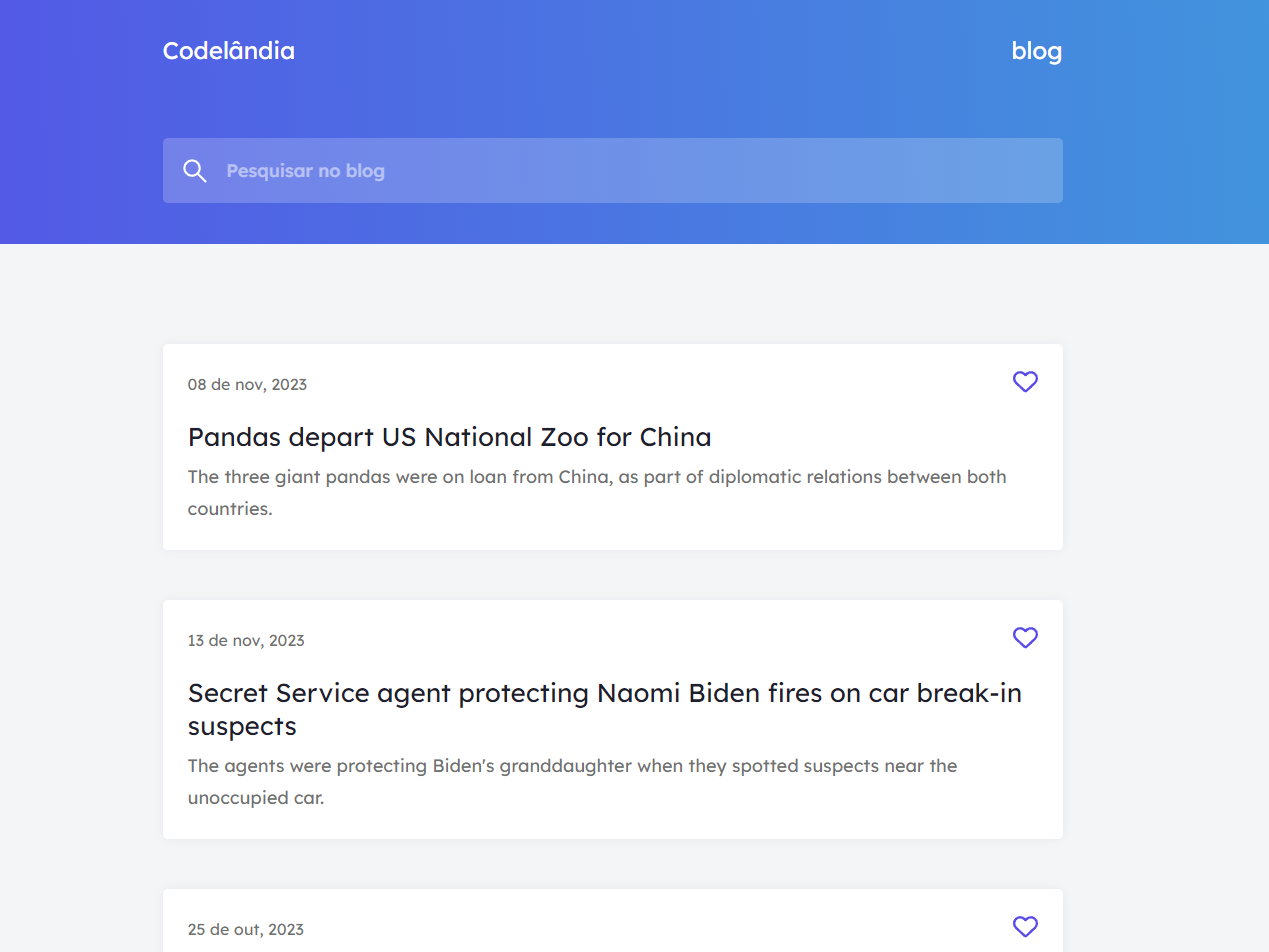 Codelândia
blog
Pesquisar no blog
08 de nov, 2023
Pandas depart US National Zoo for China
The three giant pandas were on loan from China, as part of diplomatic relations between both
countries.
13 de nov, 2023
Secret Service agent protecting Naomi Biden fires on car break-in
suspects
The agents were protecting Biden's granddaughter when they spotted suspects near the
unoccupied car.
25 de out, 2023